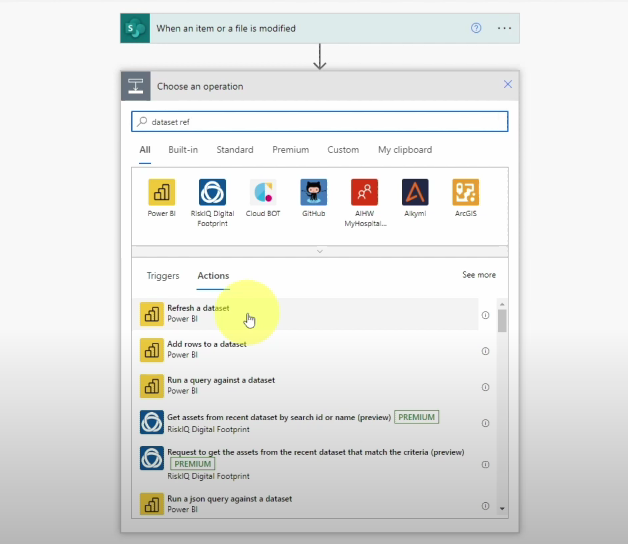 When an item or a file is modified
Choose an operation
dataset ref
All Built-in Standard Premium Custom My clipboard
Power BI
RiskIQ Digital Footprint
Cloud BOT
GitHub
AIHW MyHospital...
Alkymi
ArcGIS
Triggers Actions See more
Refresh a dataset
Power BI
Add rows to a dataset
Power BI
Run a query against a dataset
Power BI
Get assets from recent dataset by search id or name (preview) PREMIUM
RiskIQ Digital Footprint
Request to get the assets from the recent dataset that match the criteria (preview)
PREMIUM
RiskIQ Digital Footprint
Run a json query against a dataset
Power BI